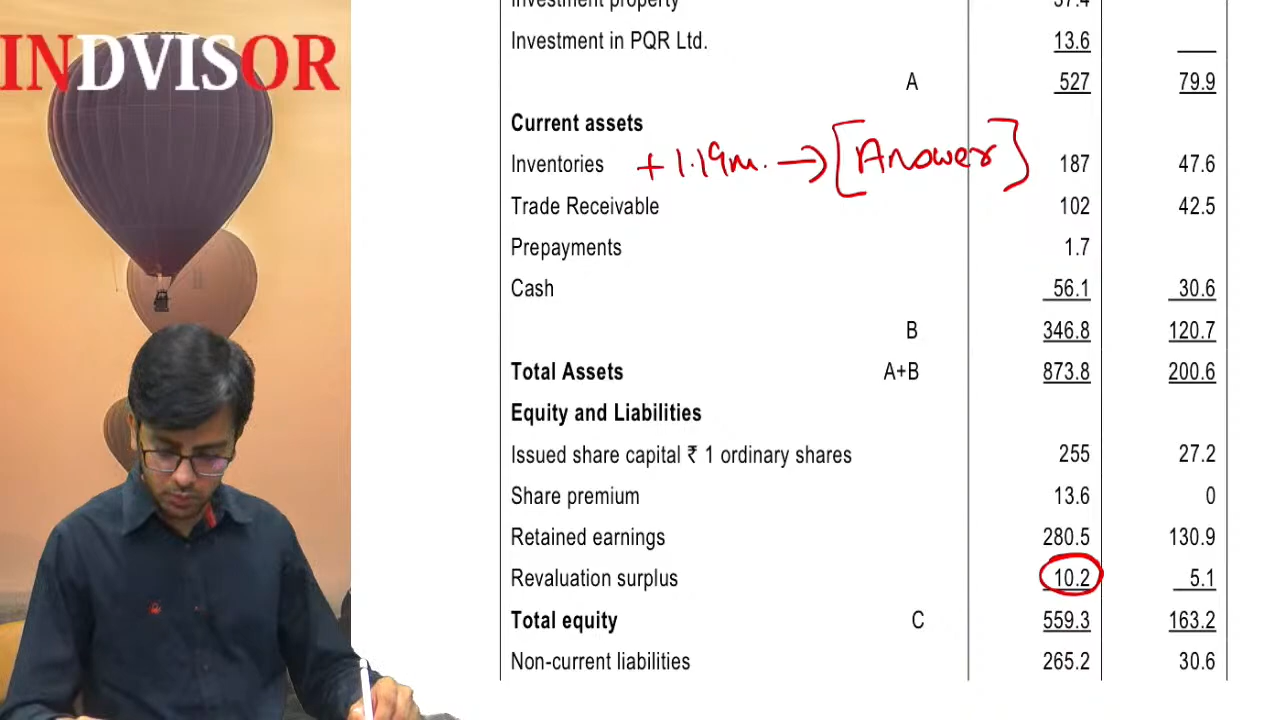 INDVISOR
Investment property 37.4
Investment in PQR Ltd. 13.6
A 527 79.9
Current assets
Inventories +1.19m. → [Answer] 187 47.6
Trade Receivable 102 42.5
Prepayments 1.7
Cash 56.1 30.6
B 346.8 120.7
Total Assets A+B 873.8 200.6
Equity and Liabilities
Issued share capital ₹ 1 ordinary shares 255 27.2
Share premium 13.6 0
Retained earnings 280.5 130.9
Revaluation surplus 10.2 5.1
Total equity C 559.3 163.2
Non-current liabilities 265.2 30.6